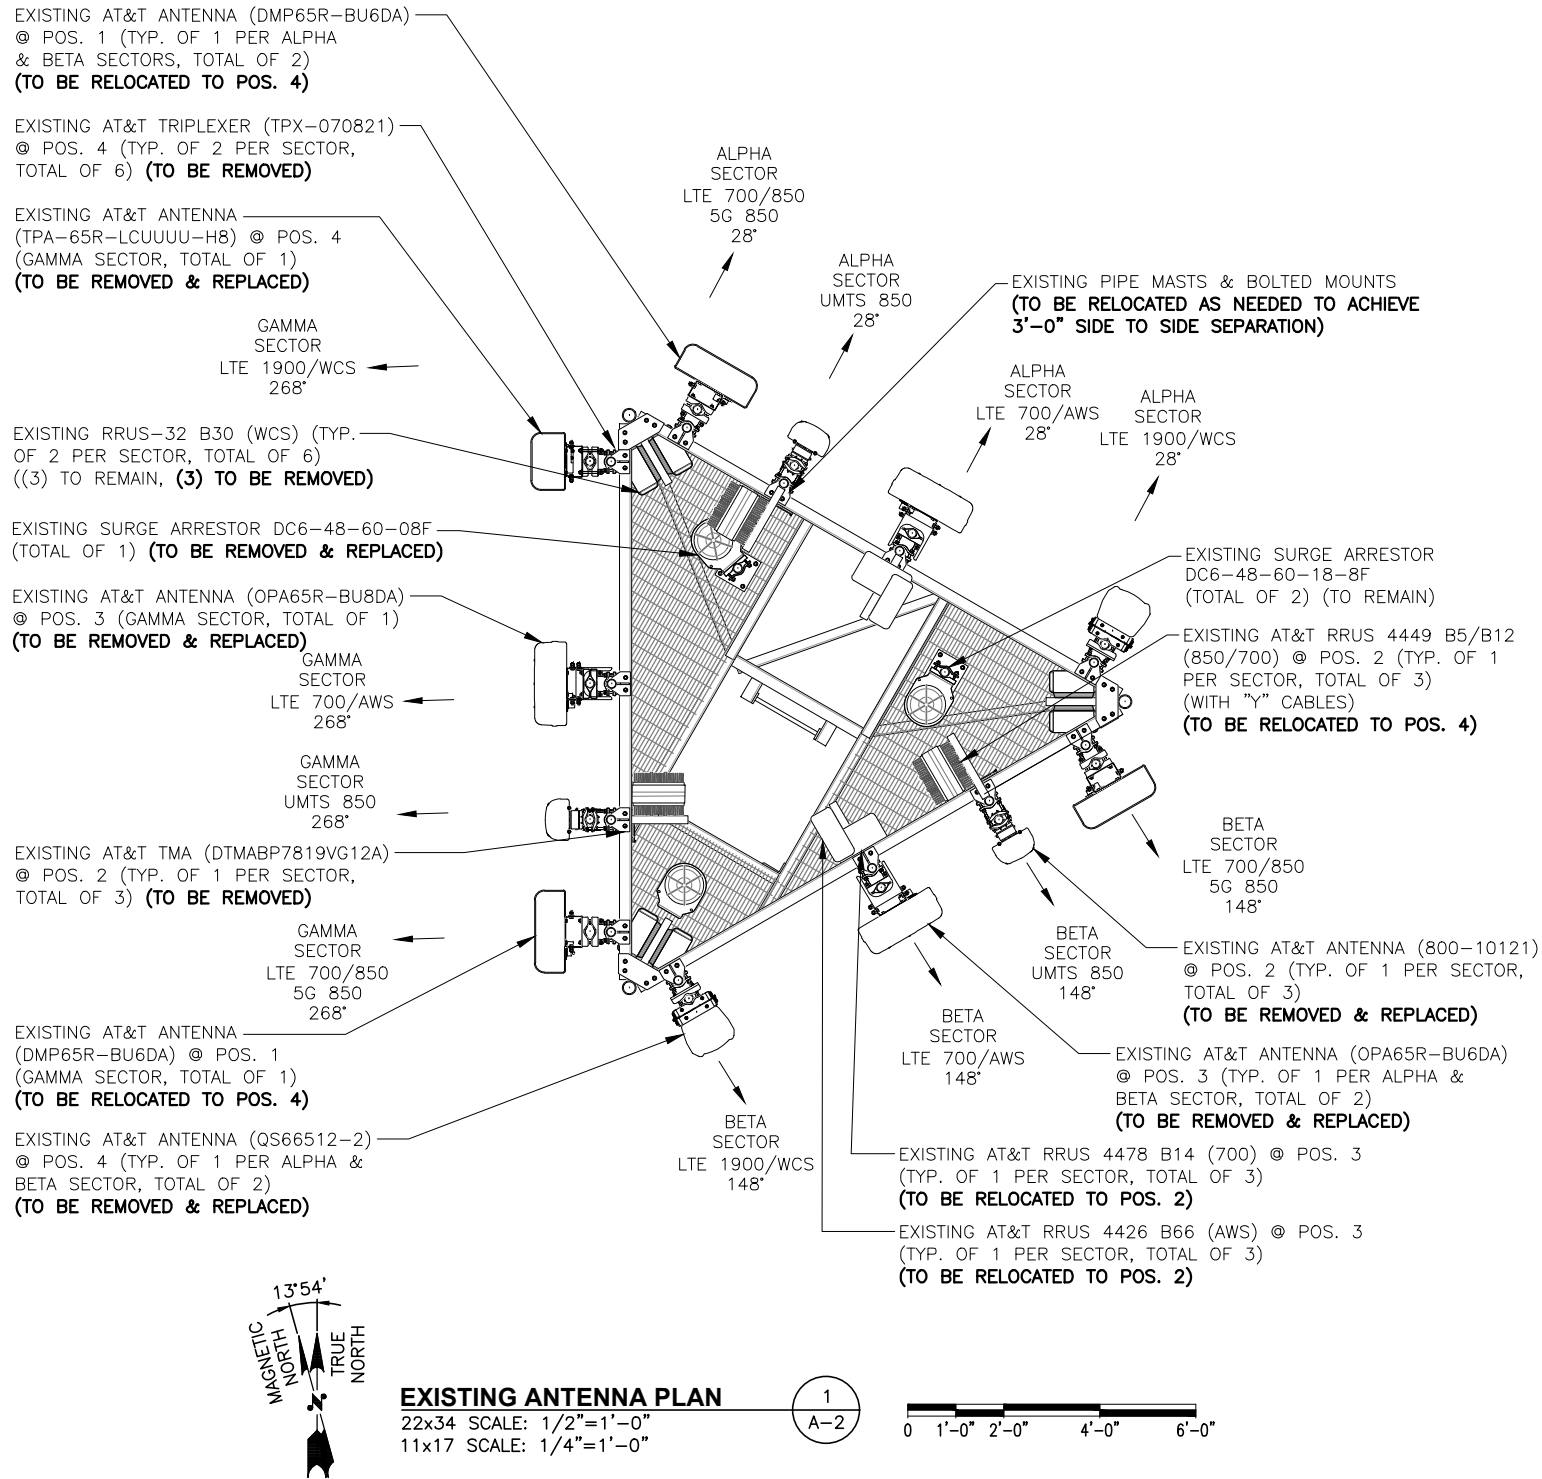 EXISTING AT&T ANTENNA (DMP65R-BU6DA)
@ POS. 1 (TYP. OF 1 PER ALPHA
& BETA SECTORS, TOTAL OF 2)
(TO BE RELOCATED TO POS. 4)
EXISTING AT&T TRIPLEXER (TPX-070821)
@ POS. 4 (TYP. OF 2 PER SECTOR,
TOTAL OF 6) (TO BE REMOVED)
EXISTING AT&T ANTENNA
(TPA-65R-LCUUUU-H8) @ POS. 4
(GAMMA SECTOR, TOTAL OF 1)
(TO BE REMOVED & REPLACED)
GAMMA
SECTOR
LTE 1900/WCS
268°
EXISTING RRUS-32 B30 (WCS) (TYP.
OF 2 PER SECTOR, TOTAL OF 6)
((3) TO REMAIN, (3) TO BE REMOVED)
EXISTING SURGE ARRESTOR DC6-48-60-08F
(TOTAL OF 1) (TO BE REMOVED & REPLACED)
EXISTING AT&T ANTENNA (OPA65R-BU8DA)
@ POS. 3 (GAMMA SECTOR, TOTAL OF 1)
(TO BE REMOVED & REPLACED)
GAMMA
SECTOR
LTE 700/AWS
268°
GAMMA
SECTOR
UMTS 850
268°
EXISTING AT&T TMA (DTMABP7819VG12A)
@ POS. 2 (TYP. OF 1 PER SECTOR,
TOTAL OF 3) (TO BE REMOVED)
GAMMA
SECTOR
LTE 700/850
5G 850
268°
EXISTING AT&T ANTENNA
(DMP65R-BU6DA) @ POS. 1
(GAMMA SECTOR, TOTAL OF 1)
(TO BE RELOCATED TO POS. 4)
EXISTING AT&T ANTENNA (QS66512-2)
@ POS. 4 (TYP. OF 1 PER ALPHA &
BETA SECTOR, TOTAL OF 2)
(TO BE REMOVED & REPLACED)
ALPHA
SECTOR
LTE 700/850
5G 850
28°
ALPHA
SECTOR
UMTS 850
28°
EXISTING PIPE MASTS & BOLTED MOUNTS
(TO BE RELOCATED AS NEEDED TO ACHIEVE
3'-0" SIDE TO SIDE SEPARATION)
ALPHA
SECTOR
LTE 700/AWS
28°
ALPHA
SECTOR
LTE 1900/WCS
28°
EXISTING SURGE ARRESTOR
DC6-48-60-18-8F
(TOTAL OF 2) (TO REMAIN)
EXISTING AT&T RRUS 4449 B5/B12
(850/700) @ POS. 2 (TYP. OF 1
PER SECTOR, TOTAL OF 3)
(WITH "Y" CABLES)
(TO BE RELOCATED TO POS. 4)
BETA
SECTOR
LTE 700/850
5G 850
148°
BETA
SECTOR
UMTS 850
148°
EXISTING AT&T ANTENNA (800-10121)
@ POS. 2 (TYP. OF 1 PER SECTOR,
TOTAL OF 3)
(TO BE REMOVED & REPLACED)
BETA
SECTOR
LTE 700/AWS
148°
EXISTING AT&T ANTENNA (OPA65R-BU6DA)
@ POS. 3 (TYP. OF 1 PER ALPHA &
BETA SECTOR, TOTAL OF 2)
(TO BE REMOVED & REPLACED)
BETA
SECTOR
LTE 1900/WCS
148°
EXISTING AT&T RRUS 4478 B14 (700) @ POS. 3
(TYP. OF 1 PER SECTOR, TOTAL OF 3)
(TO BE RELOCATED TO POS. 2)
EXISTING AT&T RRUS 4426 B66 (AWS) @ POS. 3
(TYP. OF 1 PER SECTOR, TOTAL OF 3)
(TO BE RELOCATED TO POS. 2)
13°54'
MAGNETIC
NORTH
TRUE
NORTH
N
EXISTING ANTENNA PLAN
22x34 SCALE: 1/2"=1'-0"
11x17 SCALE: 1/4"=1'-0"
1
A-2
0 1'-0" 2'-0" 4'-0" 6'-0"